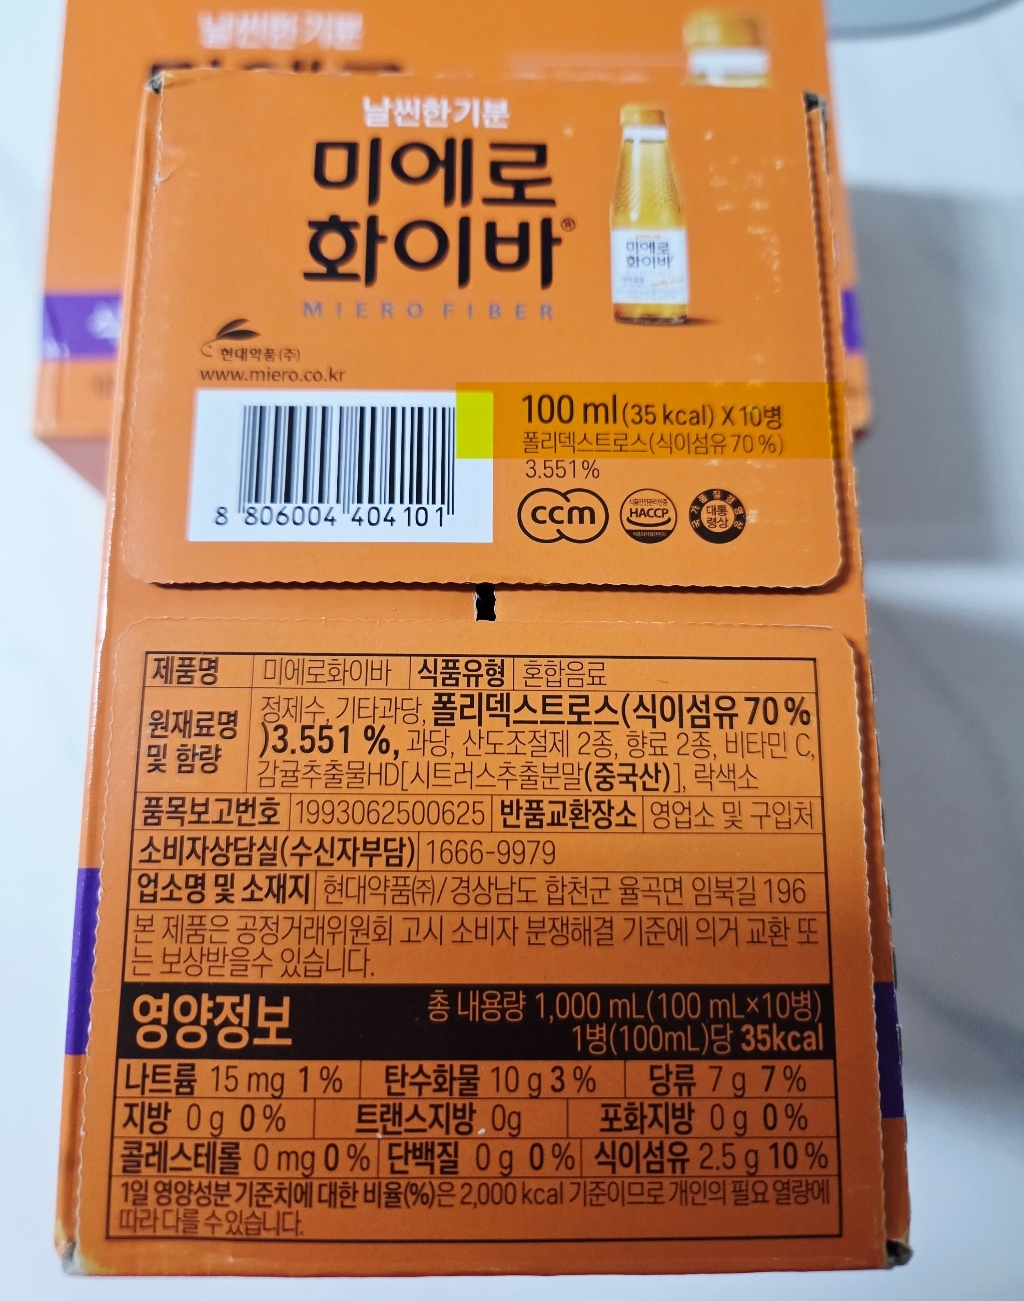 날씬한기분
날씬한기분
미에로
화이바®
MIERO FIBER
미에로
화이바
현대약품(주)
www.miero.co.kr
100 ml(35 kcal) X 10병
폴리덱스트로스(식이섬유 70 %)
3.551%
8 806004 404101
ccm
HACCP
대통
령상
제품명 미에로화이바 식품유형 혼합음료
원재료명 및 함량
정제수, 기타과당, 폴리덱스트로스(식이섬유 70 %
)3.551 %, 과당, 산도조절제 2종, 향료 2종, 비타민 C,
감귤추출물HD[시트러스추출분말(중국산)], 락색소
품목보고번호 1993062500625 반품교환장소 영업소 및 구입처
소비자상담실(수신자부담) 1666-9979
업소명 및 소재지 현대약품㈜/경상남도 합천군 율곡면 임북길 196
본 제품은 공정거래위원회 고시 소비자 분쟁해결 기준에 의거 교환 또
는 보상받을수 있습니다.
영양정보
총 내용량 1,000 mL(100 mL×10병)
1병(100mL)당 35kcal
나트륨 15 mg 1 % 탄수화물 10 g 3 % 당류 7 g 7 %
지방 0 g 0 % 트랜스지방 0g 포화지방 0 g 0 %
콜레스테롤 0 mg 0 % 단백질 0 g 0 % 식이섬유 2.5 g 10 %
1일 영양성분 기준치에 대한 비율(%)은 2,000 kcal 기준이므로 개인의 필요 열량에
따라 다를 수 있습니다.